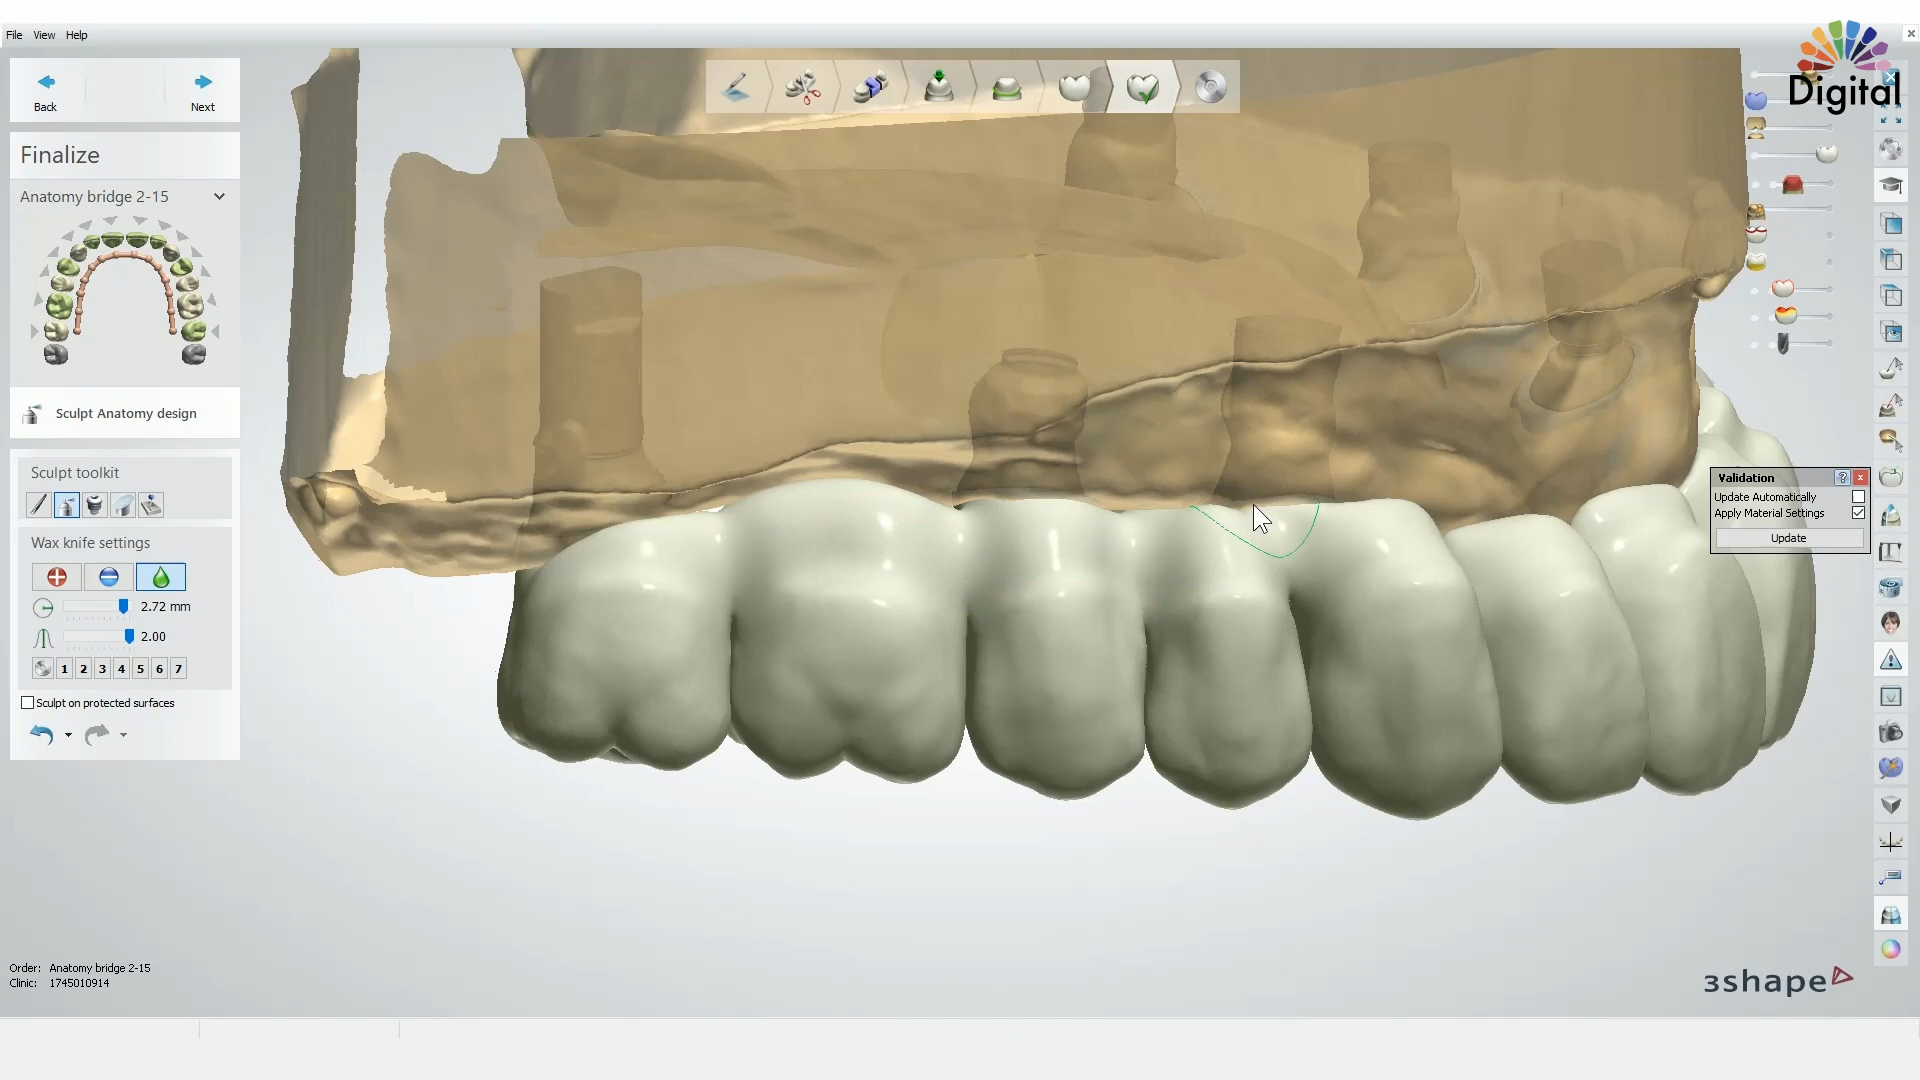 File View Help
Digital
Back Next
Finalize
Anatomy bridge 2-15
Sculpt Anatomy design
Sculpt toolkit
Wax knife settings
2.72 mm
2.00
1 2 3 4 5 6 7
Sculpt on protected surfaces
Validation
Update Automatically
Apply Material Settings
Update
Order: Anatomy bridge 2-15
Clinic: 1745010914
3shape